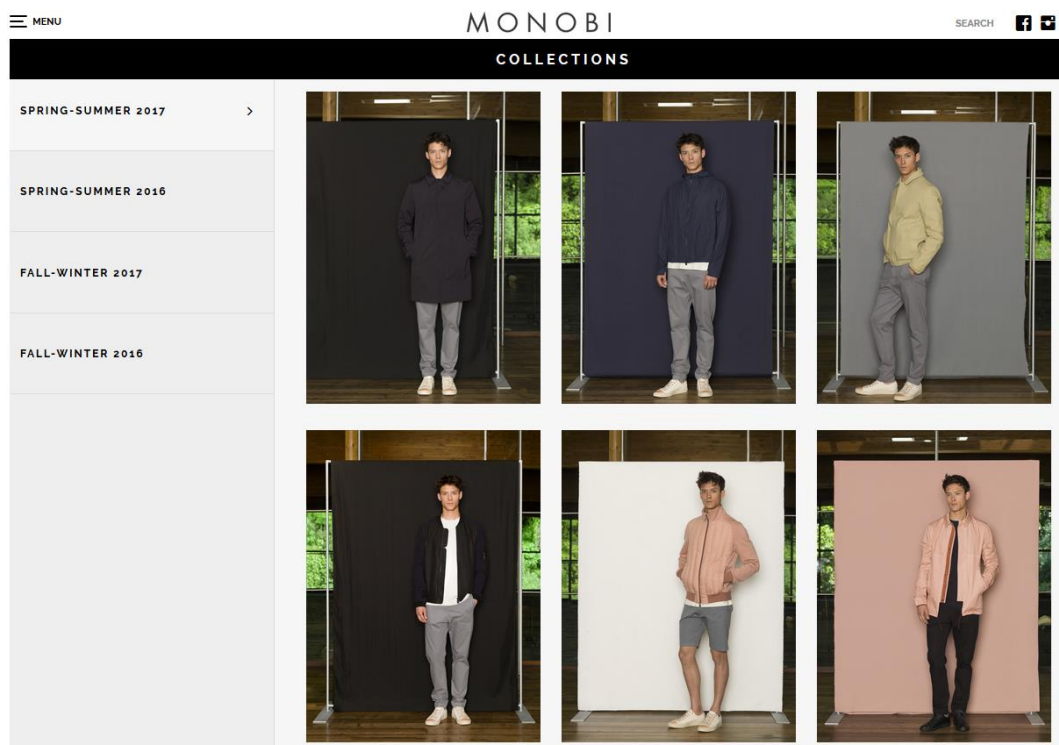 MENU
MONOBI
SEARCH
COLLECTIONS
SPRING-SUMMER 2017
SPRING-SUMMER 2016
FALL-WINTER 2017
FALL-WINTER 2016